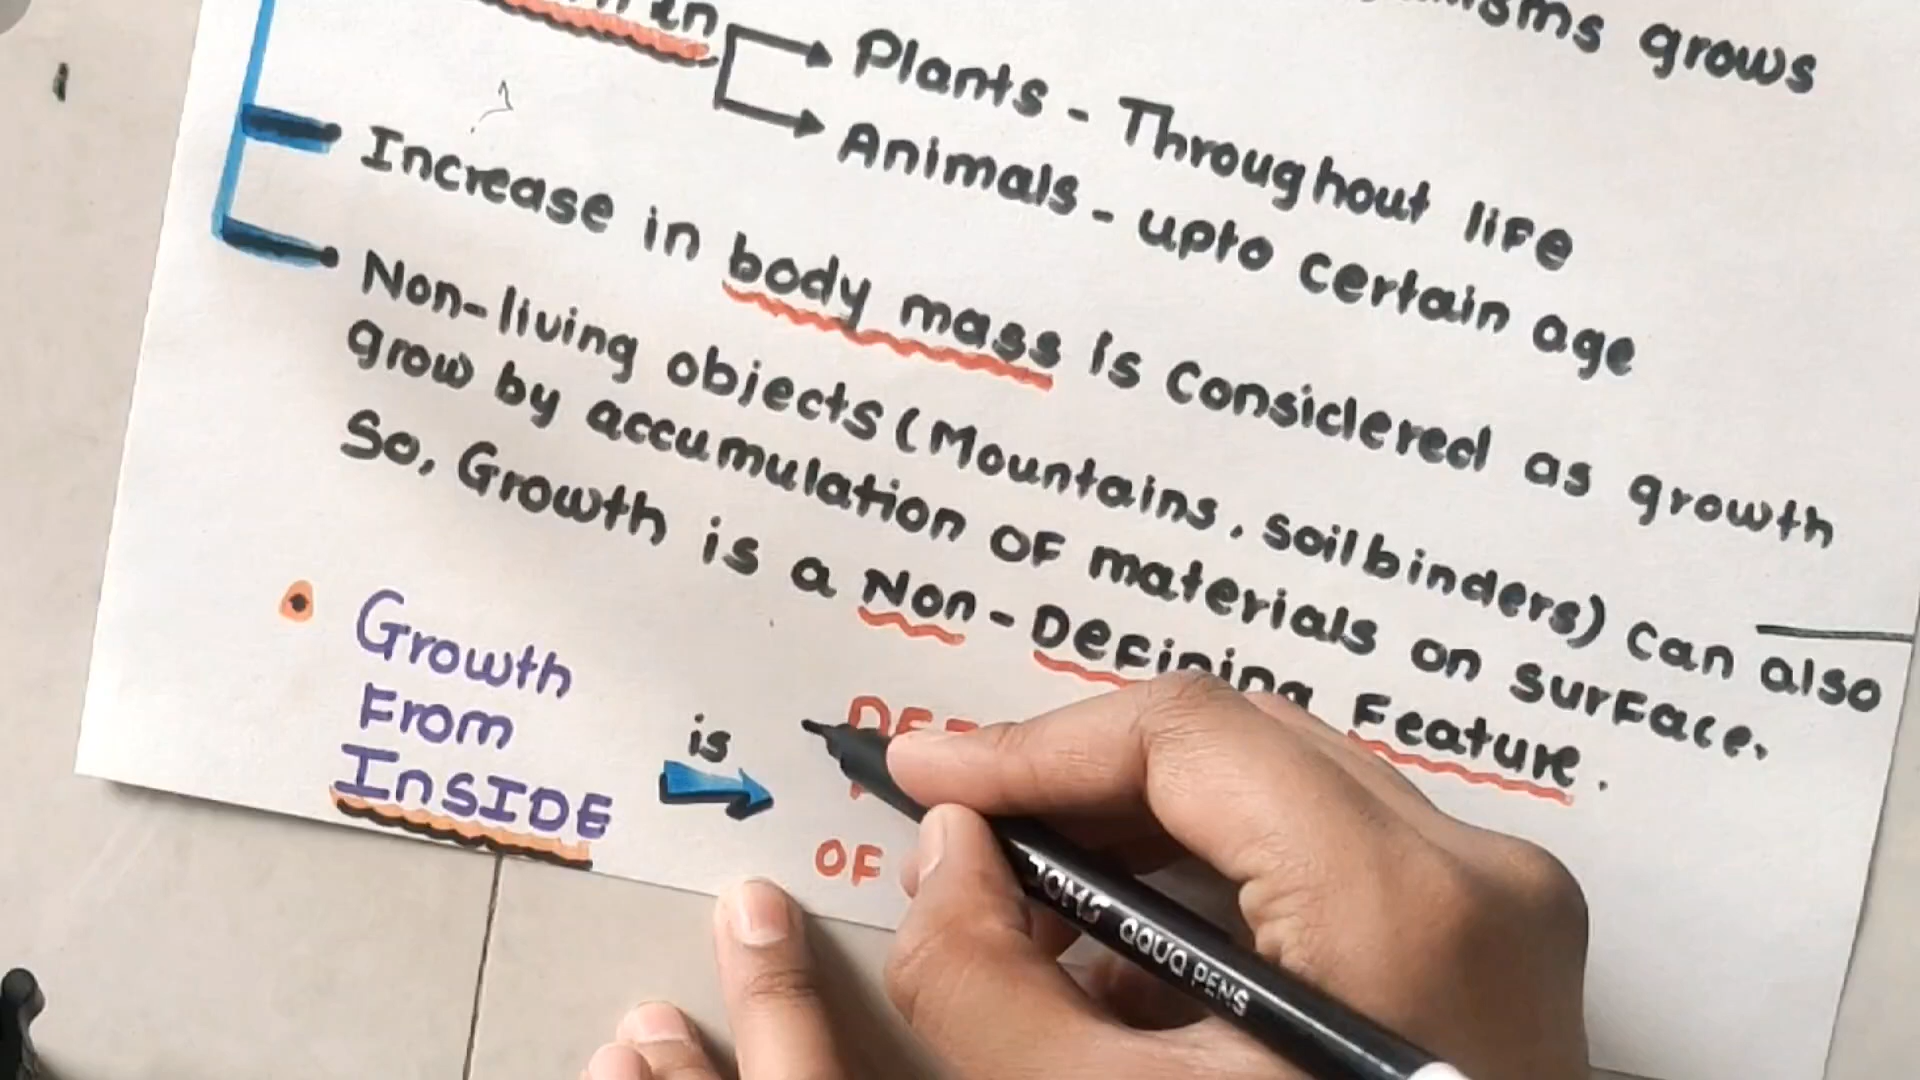 grows
in
Plants - Throughout life
Animals - upto certain age
Increase in body mass is Considered as growth
Non-living objects (Mountains, soilbinders) Can also
grow by accumulation of materials on surface.
So, Growth is a Non-Defining Feature.
Growth
From
InSIDE
is
OF
AQUA PENS